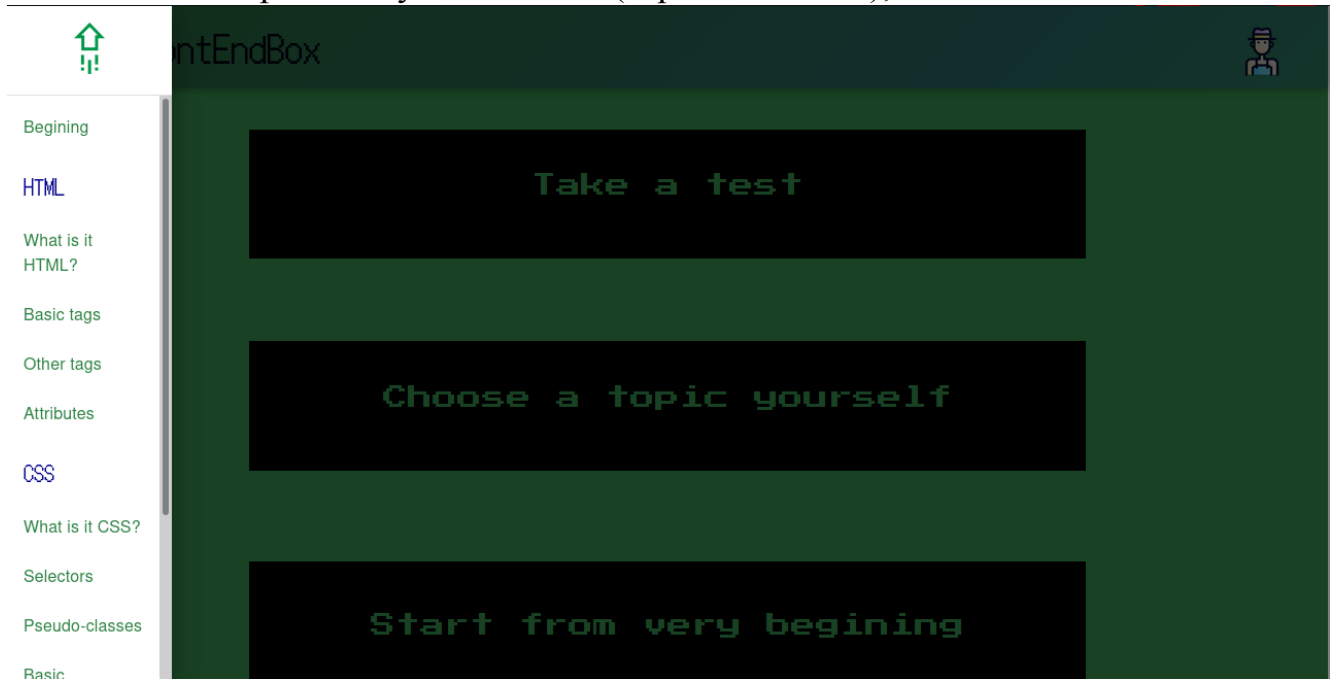 ntEndBox
Begining
HTML
What is it
HTML?
Basic tags
Other tags
Attributes
CSS
What is it CSS?
Selectors
Pseudo-classes
Basic
Take a test
Choose a topic yourself
Start from very begining